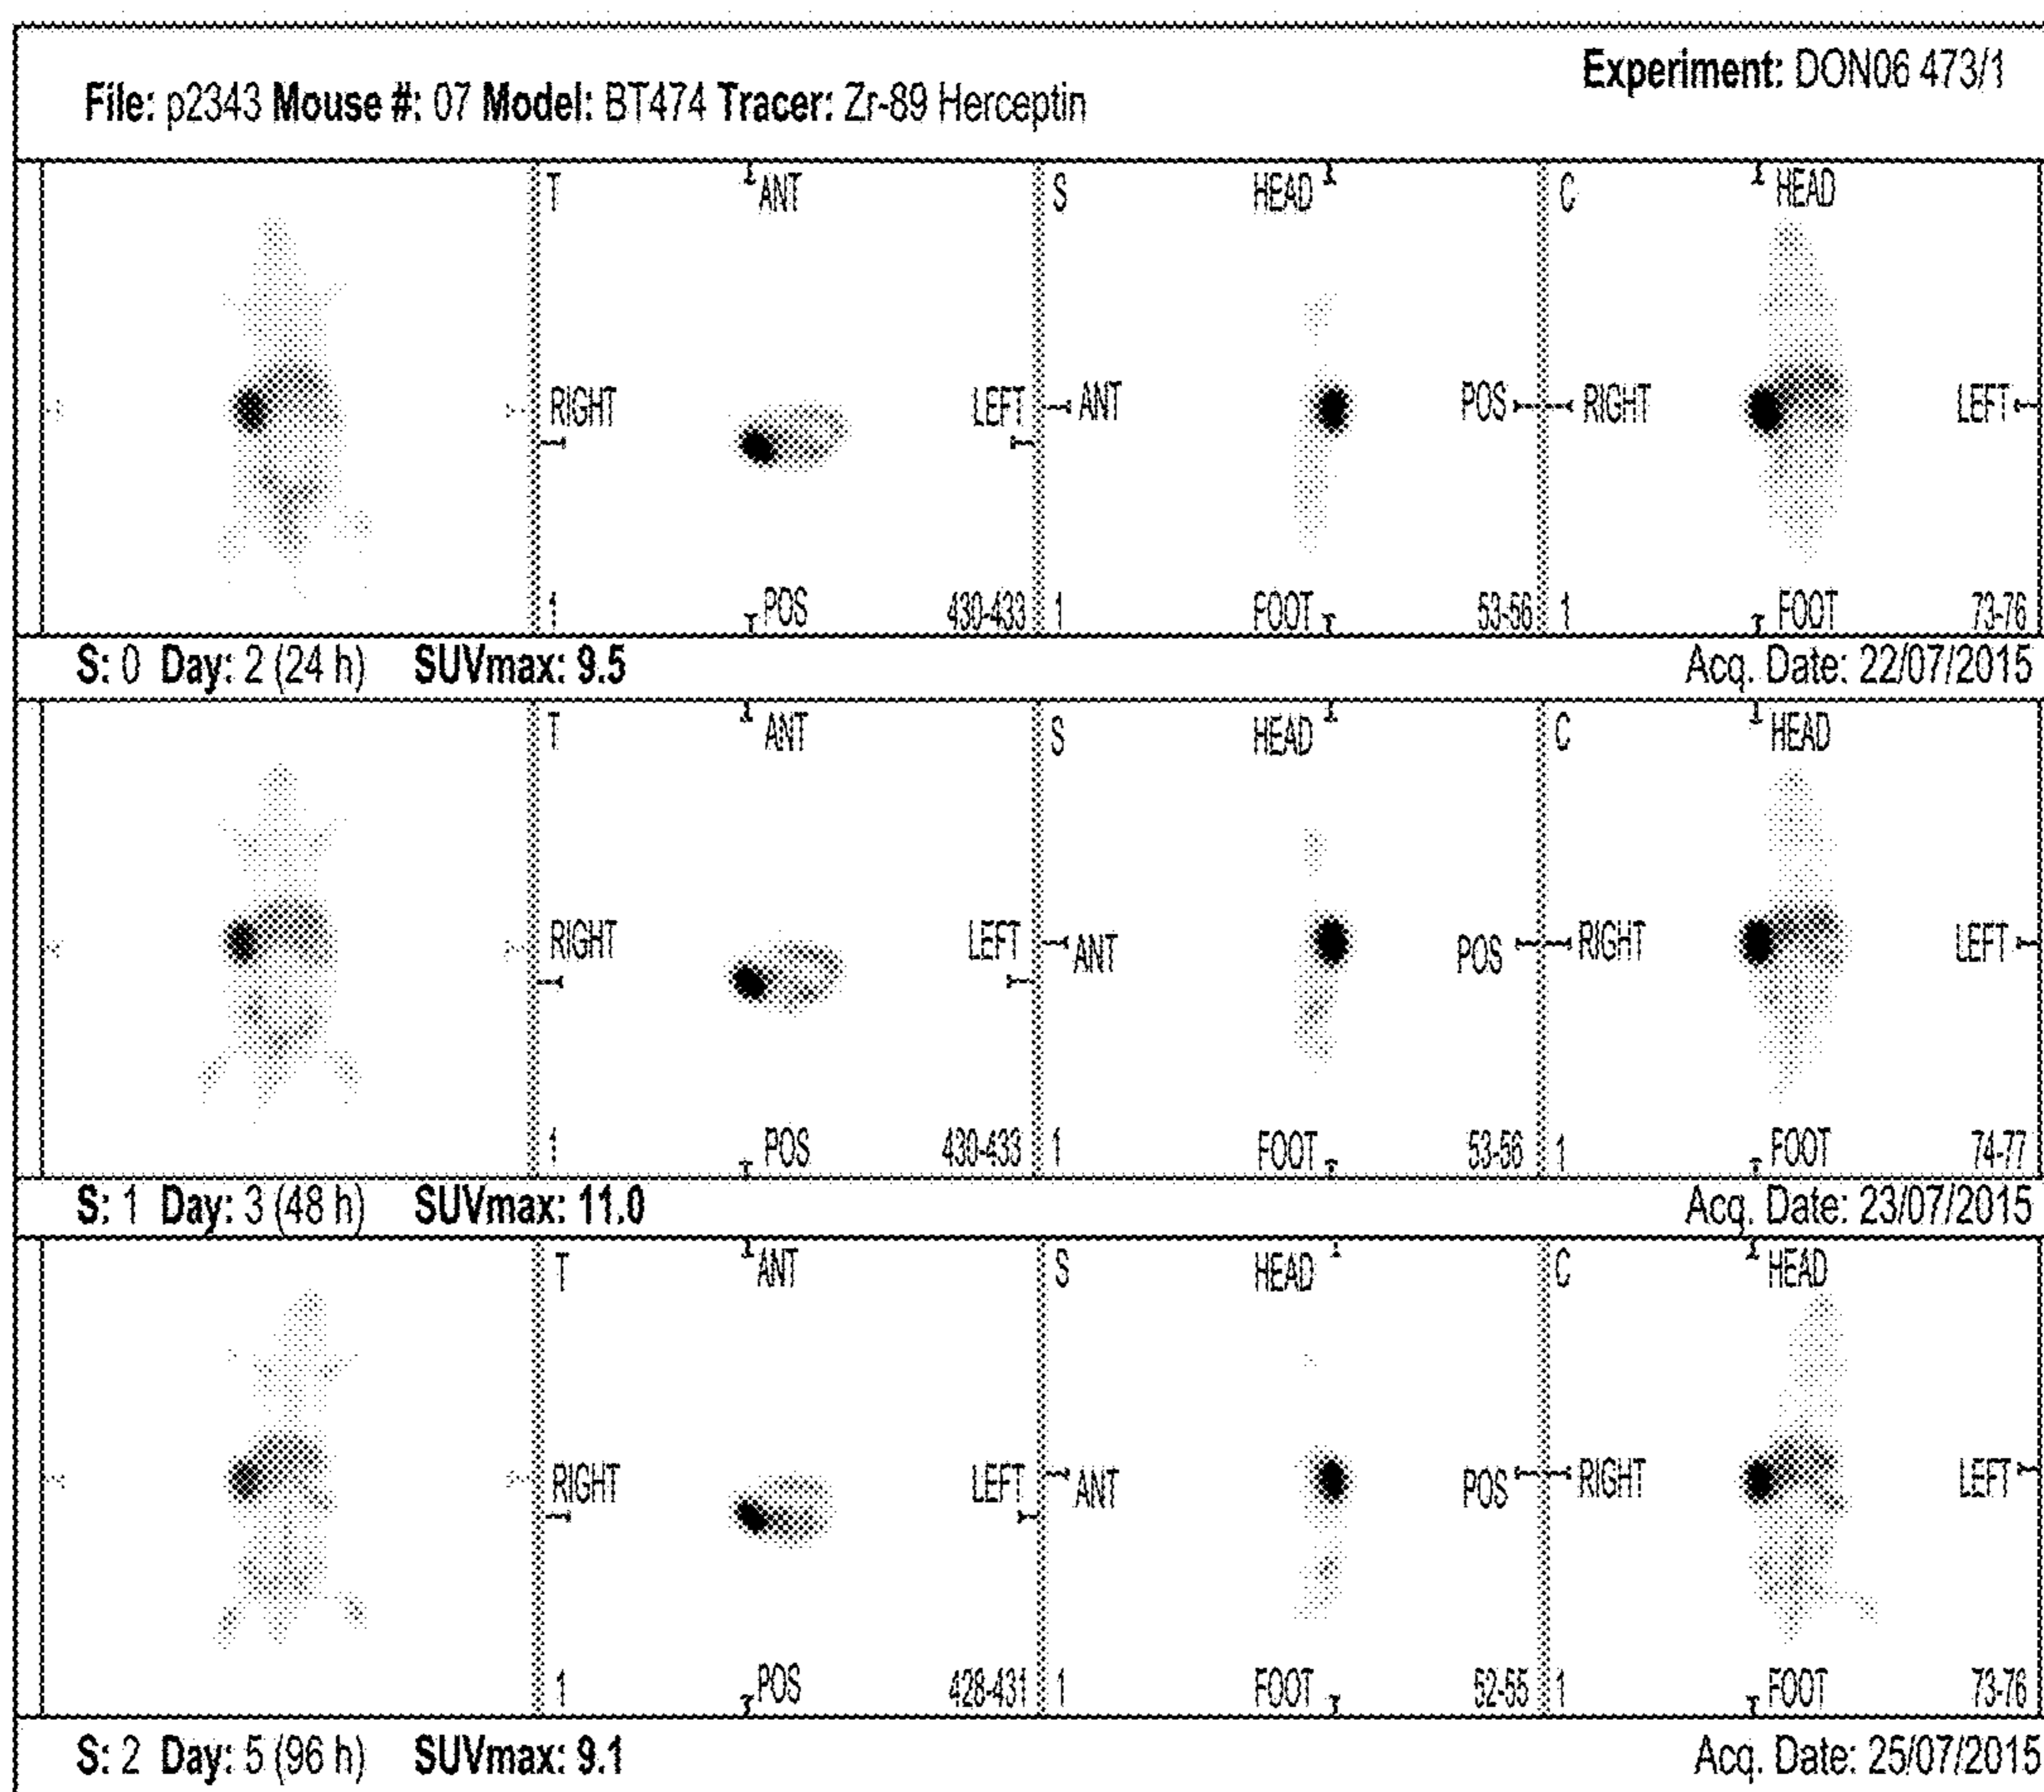 Experiment: DON06 473/1
File: p2343 Mouse #: 07 Model: BT474 Tracer: Zr-89 Herceptin
T ANT S HEAD C HEAD
RIGHT LEFT ANT POS RIGHT LEFT
1 POS 430-433 1 FOOT 53-56 1 FOOT 73-76
S: 0 Day: 2 (24 h) SUVmax: 9.5 Acq. Date: 22/07/2015
T ANT S HEAD C HEAD
RIGHT LEFT ANT POS RIGHT LEFT
1 POS 430-433 1 FOOT 53-56 1 FOOT 74-77
S: 1 Day: 3 (48 h) SUVmax: 11.0 Acq. Date: 23/07/2015
T ANT S HEAD C HEAD
RIGHT LEFT ANT POS RIGHT LEFT
1 POS 428-431 1 FOOT 52-55 1 FOOT 73-76
S: 2 Day: 5 (96 h) SUVmax: 9.1 Acq. Date: 25/07/2015